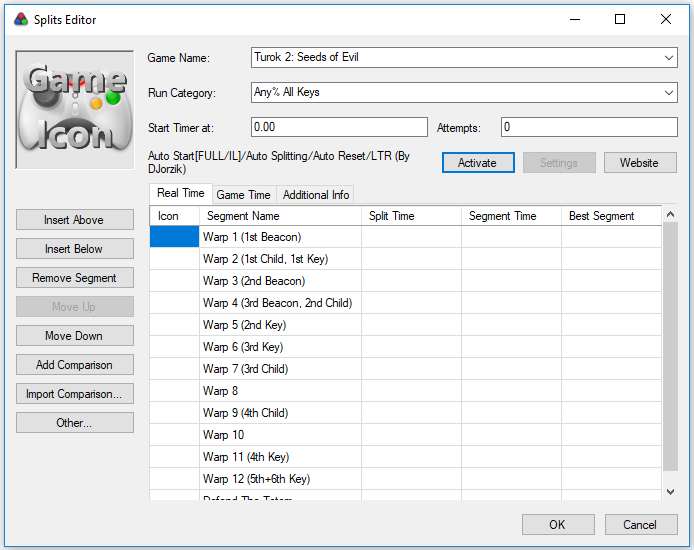 Splits Editor
Game Icon
Game Name:
Turok 2: Seeds of Evil
Run Category:
Any% All Keys
Start Timer at:
0.00
Attempts:
0
Auto Start[FULL/IL]/Auto Splitting/Auto Reset/LTR (By
DJorzik)
Activate
Settings
Website
Real Time
Game Time
Additional Info
Insert Above
Insert Below
Remove Segment
Move Up
Move Down
Add Comparison
Import Comparison...
Other...
Icon Segment Name Split Time Segment Time Best Segment
Warp 1 (1st Beacon)
Warp 2 (1st Child, 1st Key)
Warp 3 (2nd Beacon)
Warp 4 (3rd Beacon, 2nd Child)
Warp 5 (2nd Key)
Warp 6 (3rd Key)
Warp 7 (3rd Child)
Warp 8
Warp 9 (4th Child)
Warp 10
Warp 11 (4th Key)
Warp 12 (5th+6th Key)
Defend The Totem
OK
Cancel